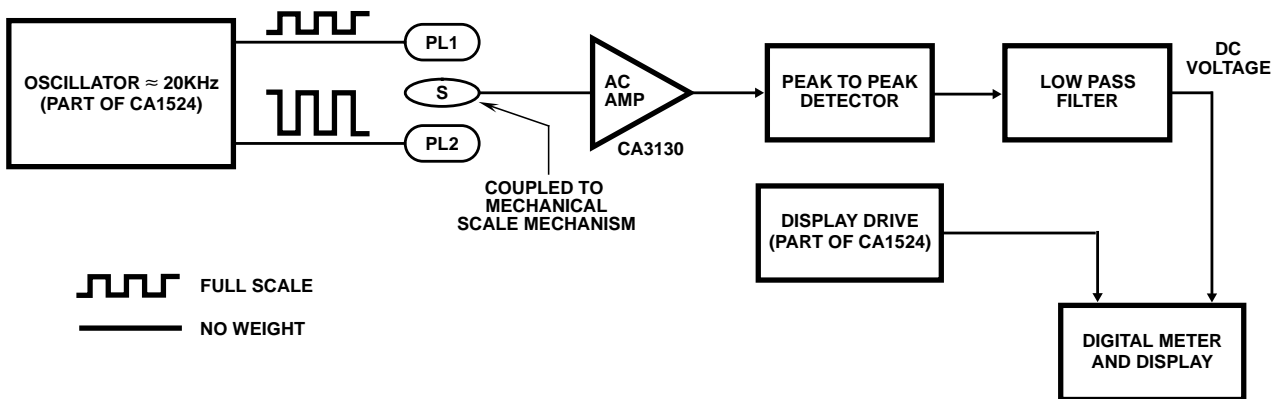 OSCILLATOR ≈ 20KHz
(PART OF CA1524)
PL1
S
PL2
COUPLED TO
MECHANICAL
SCALE MECHANISM
AC
AMP
CA3130
PEAK TO PEAK
DETECTOR
LOW PASS
FILTER
DC
VOLTAGE
DISPLAY DRIVE
(PART OF CA1524)
DIGITAL METER
AND DISPLAY
FULL SCALE
NO WEIGHT